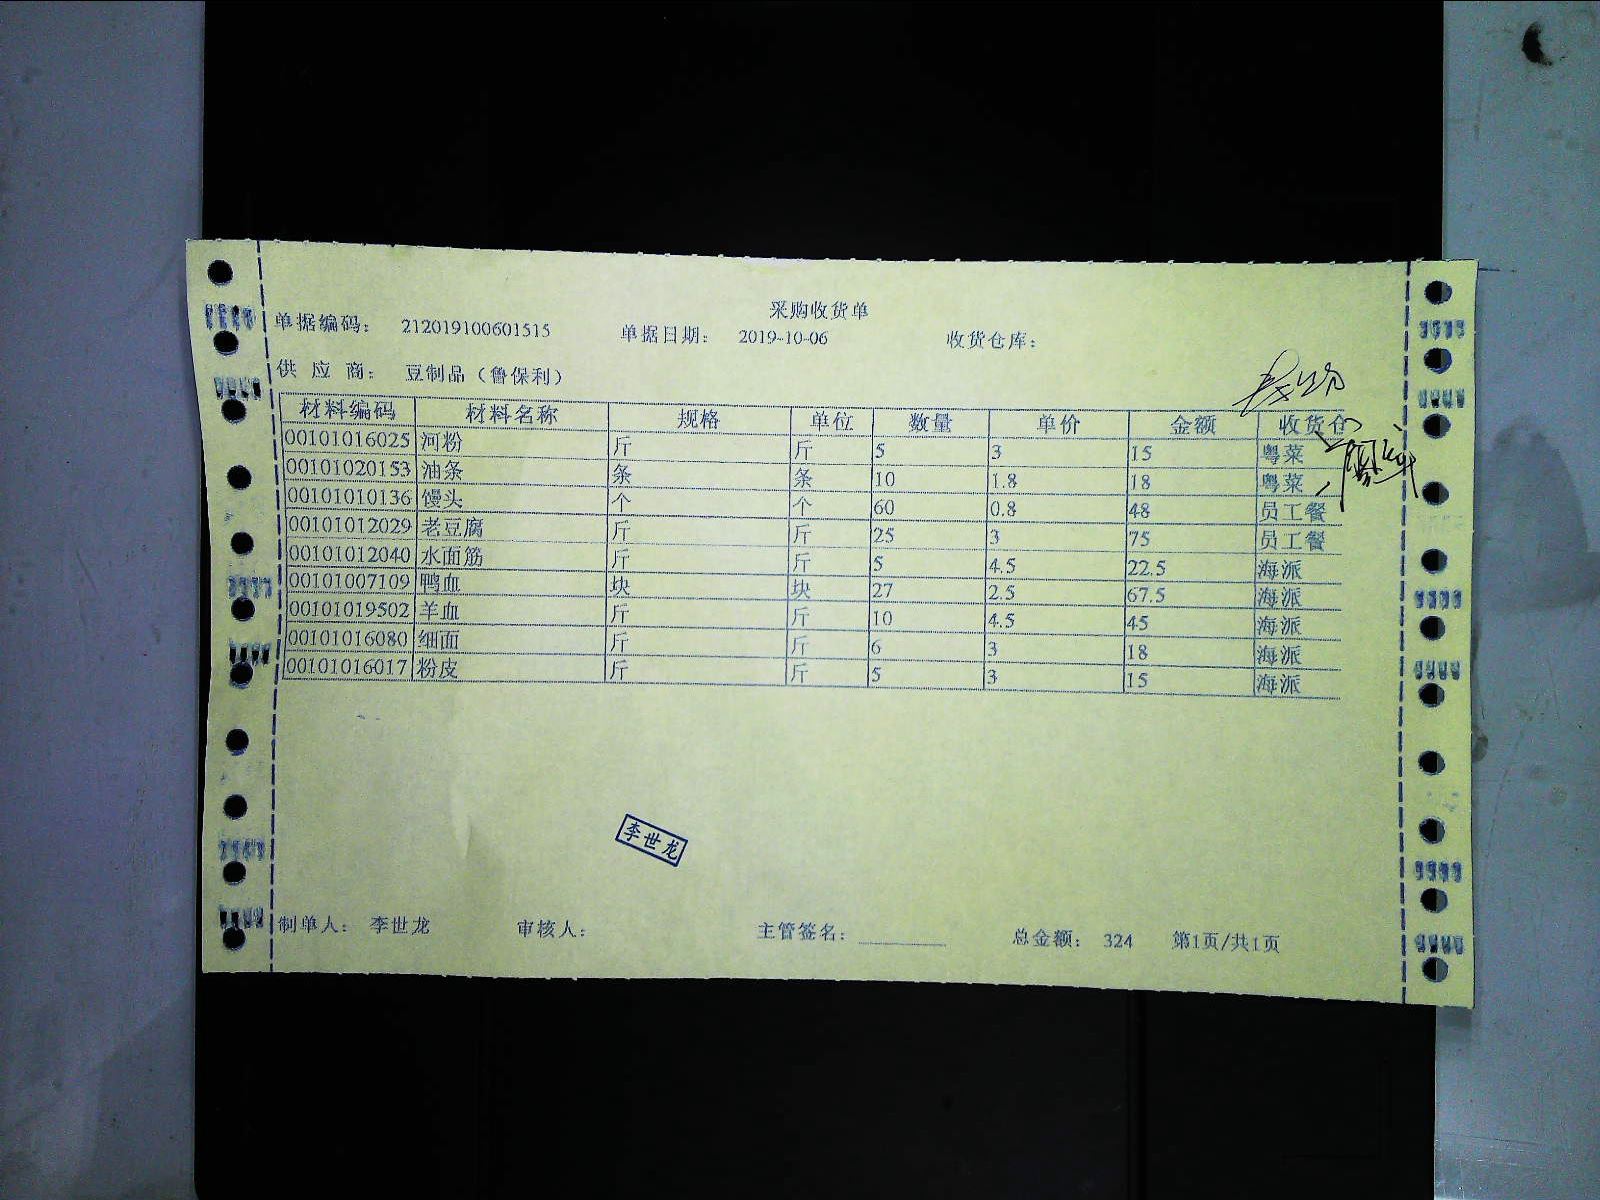 采购收货单
单据编码： 212019100601515 单据日期： 2019-10-06 收货仓库：
供 应 商： 豆制品（鲁保利）
材料编码 材料名称 规格 单位 数量 单价 金额 收货仓
00101016025 河粉 斤 斤 5 3 15 粤菜
00101020153 油条 条 条 10 1.8 18 粤菜
00101010136 馒头 个 个 60 0.8 48 员工餐
00101012029 老豆腐 斤 斤 25 3 75 员工餐
00101012040 水面筋 斤 斤 5 4.5 22.5 海派
00101007109 鸭血 块 块 27 2.5 67.5 海派
00101019502 羊血 斤 斤 10 4.5 45 海派
00101016080 细面 斤 斤 6 3 18 海派
00101016017 粉皮 斤 斤 5 3 15 海派
李世龙
制单人： 李世龙 审核人： 主管签名： 总金额： 324 第1页/共1页